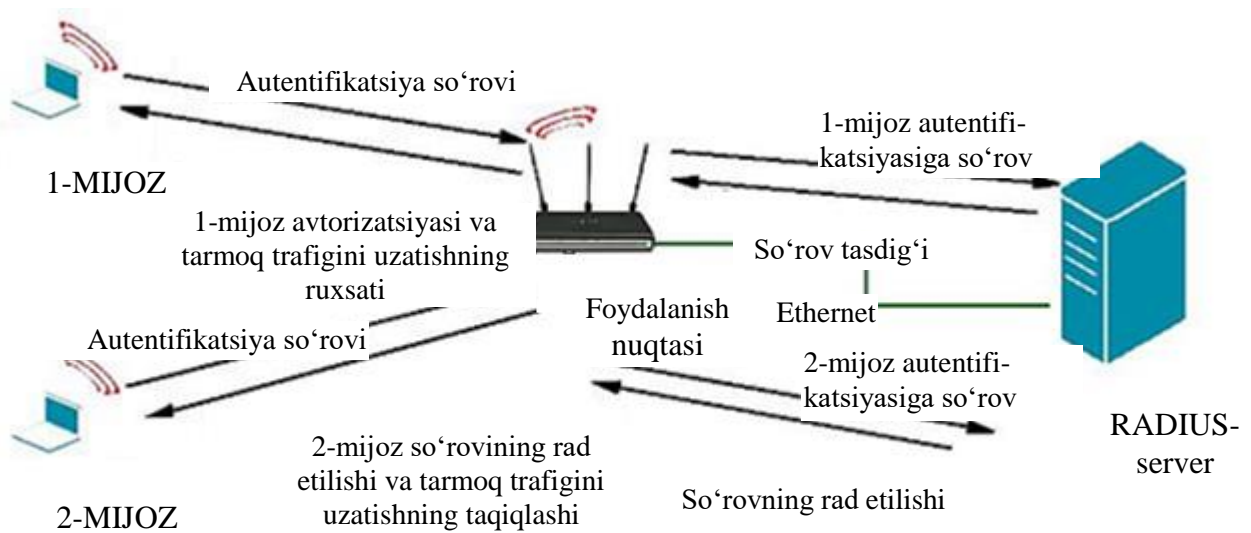 Autentifikatsiya so‘rovi
1-mijoz autentifi-
katsiyasiga so‘rov
1-MIJOZ
1-mijoz avtorizatsiyasi va
tarmoq trafigini uzatishning
ruxsati
So‘rov tasdig‘i
Foydalanish
nuqtasi
Ethernet
Autentifikatsiya so‘rovi
2-mijoz autentifi-
katsiyasiga so‘rov
RADIUS-
server
2-mijoz so‘rovining rad
etilishi va tarmoq trafigini
uzatishning taqiqlashi
So‘rovning rad etilishi
2-MIJOZ